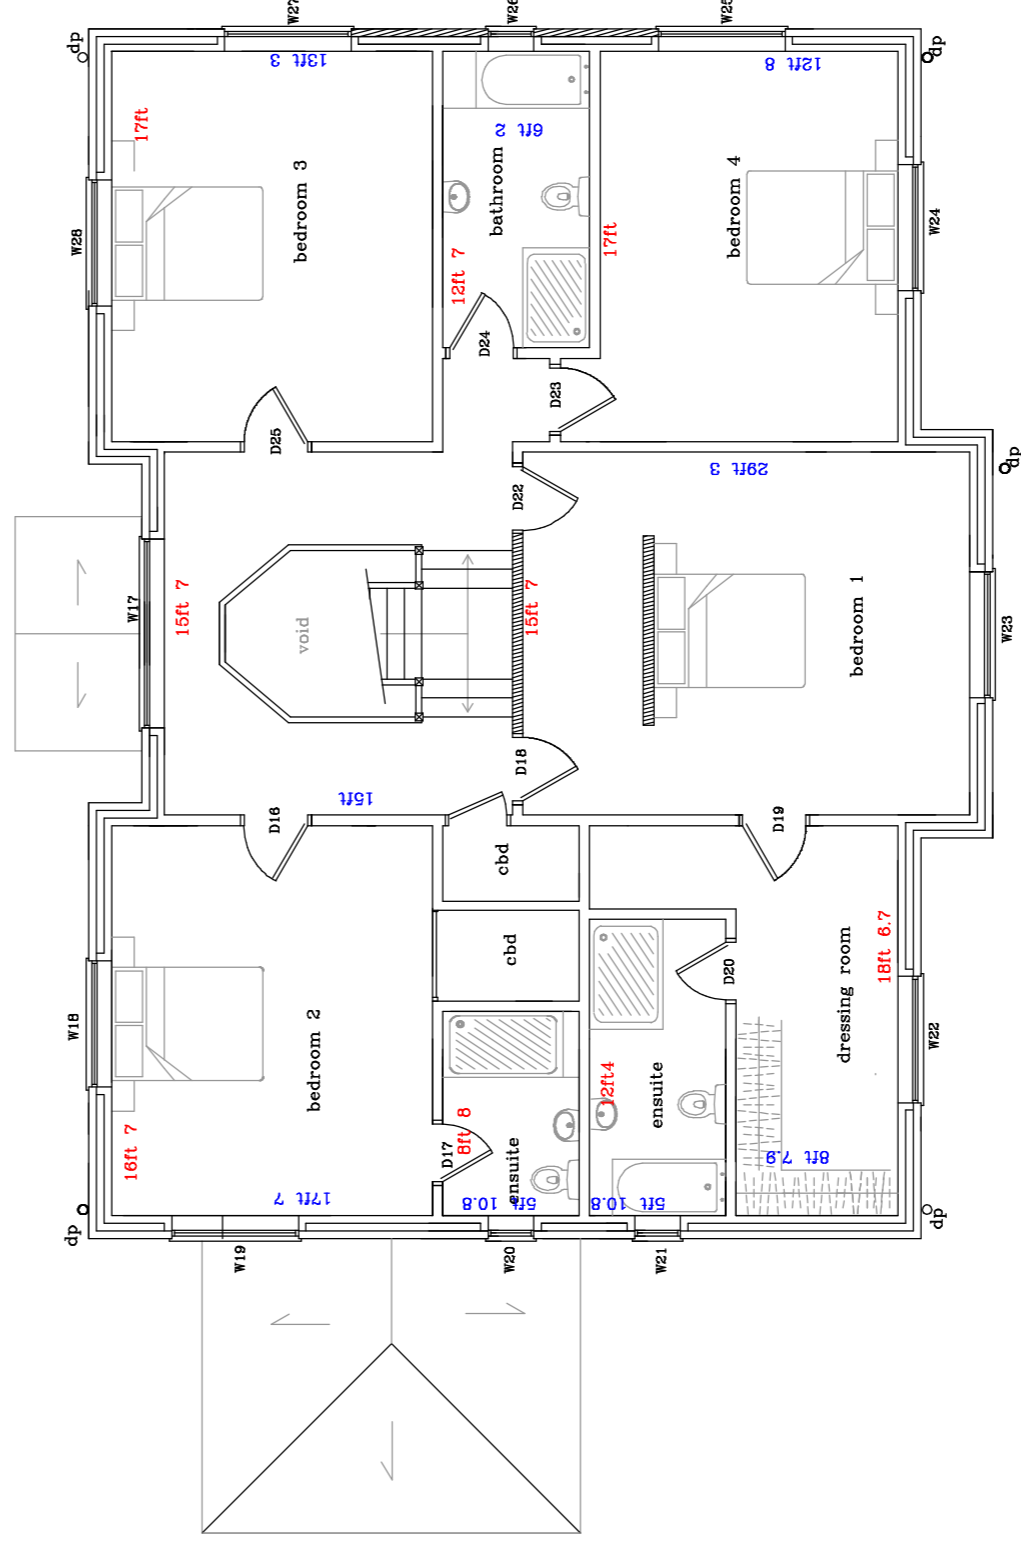 W27
W26
W25
dp
dp
13ft 3
12ft 8
17ft
6ft 2
bedroom 3
bathroom
bedroom 4
W28
W24
17ft
12ft 7
D24
D23
D25
dp
29ft 3
D22
W17
15ft 7
void
15ft 7
bedroom 1
W23
D18
15ft
D16
D19
cbd
cbd
dressing room
18ft 6.7
D20
W18
bedroom 2
W22
12ft4
ensuite
16ft 7
8ft 8
D17
ensuite
8ft 7.9
17ft 7
5ft 10.8
5ft 10.8
dp
dp
W19
W20
W21